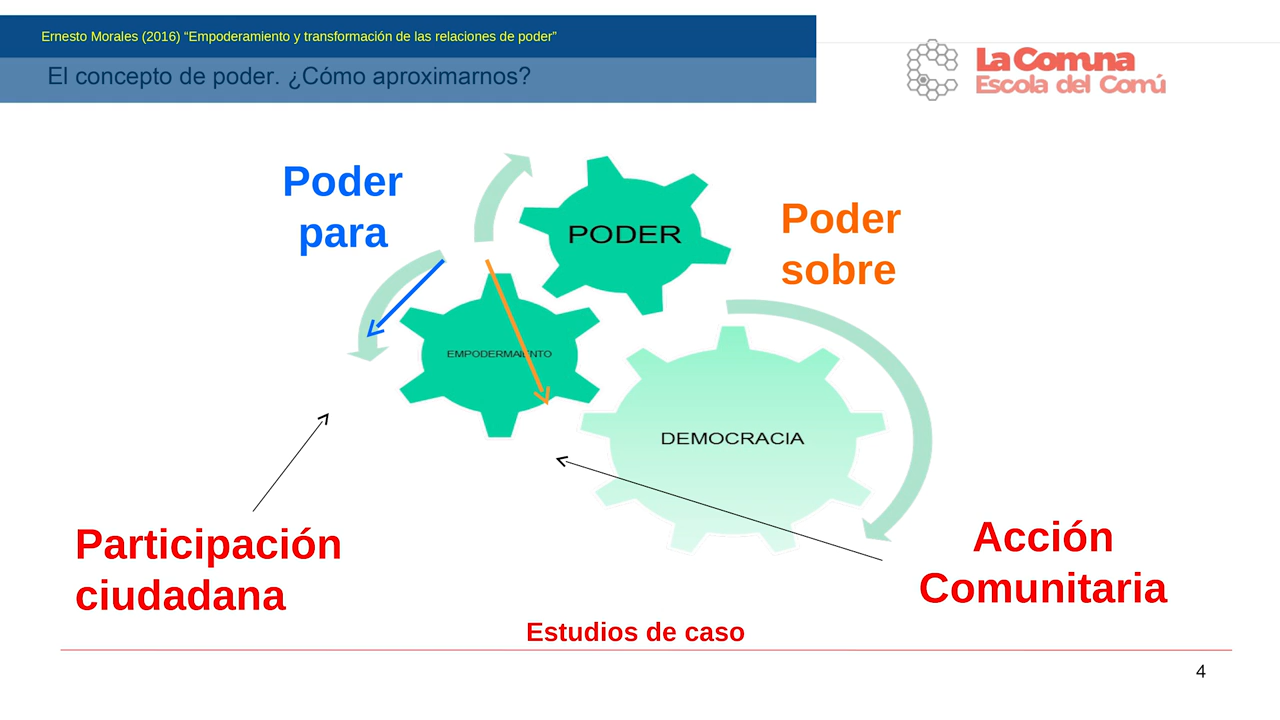 Ernesto Morales (2016) “Empoderamiento y transformación de las relaciones de poder”
El concepto de poder. ¿Cómo aproximarnos?
La Comuna
Escola del Comú
Poder
para
PODER
Poder
sobre
EMPODERMAIENTO
DEMOCRACIA
Participación
ciudadana
Acción
Comunitaria
Estudios de caso
4